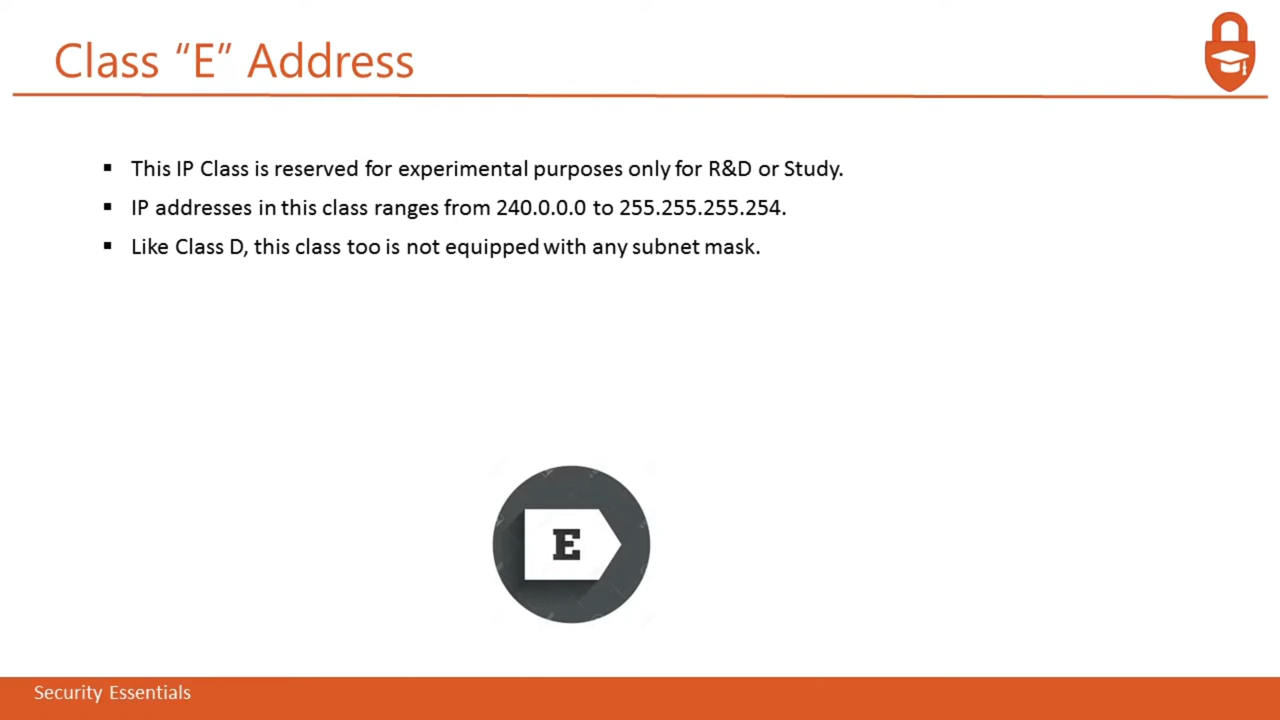 Class “E” Address
▪ This IP Class is reserved for experimental purposes only for R&D or Study.
▪ IP addresses in this class ranges from 240.0.0.0 to 255.255.255.254.
▪ Like Class D, this class too is not equipped with any subnet mask.
E
Security Essentials